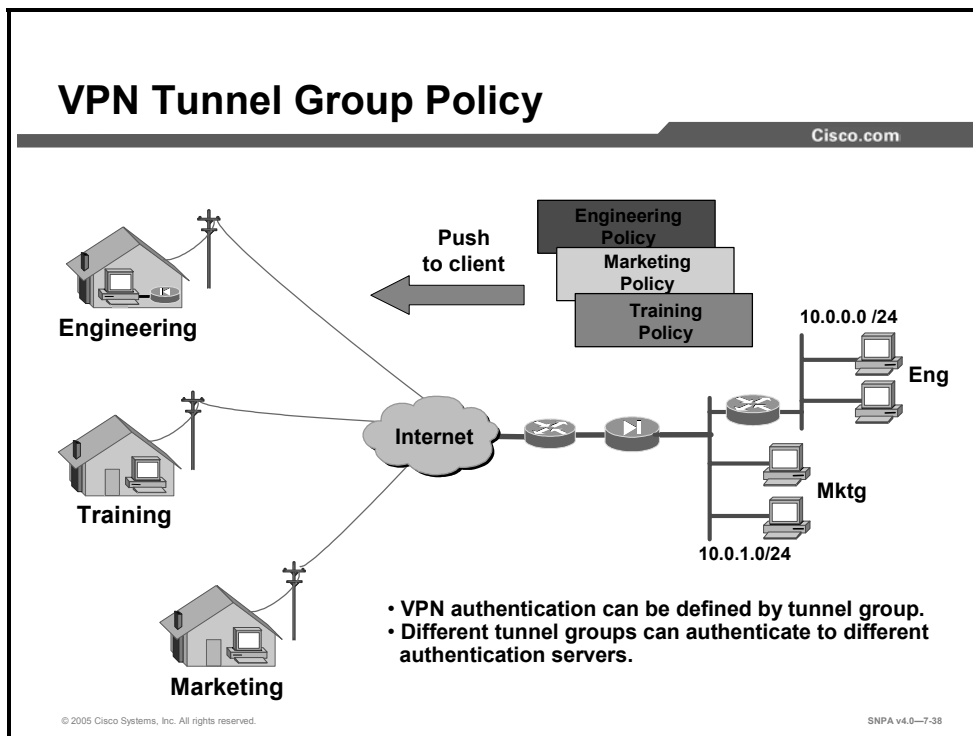 VPN Tunnel Group Policy
Cisco.com
Engineering
Policy
Push
to client
Marketing
Policy
Training
Policy
Engineering
10.0.0.0 /24
Eng
Internet
Training
Mktg
10.0.1.0/24
Marketing
• VPN authentication can be defined by tunnel group.
• Different tunnel groups can authenticate to different
authentication servers.
© 2005 Cisco Systems, Inc. All rights reserved.
SNPA v4.0—7-38